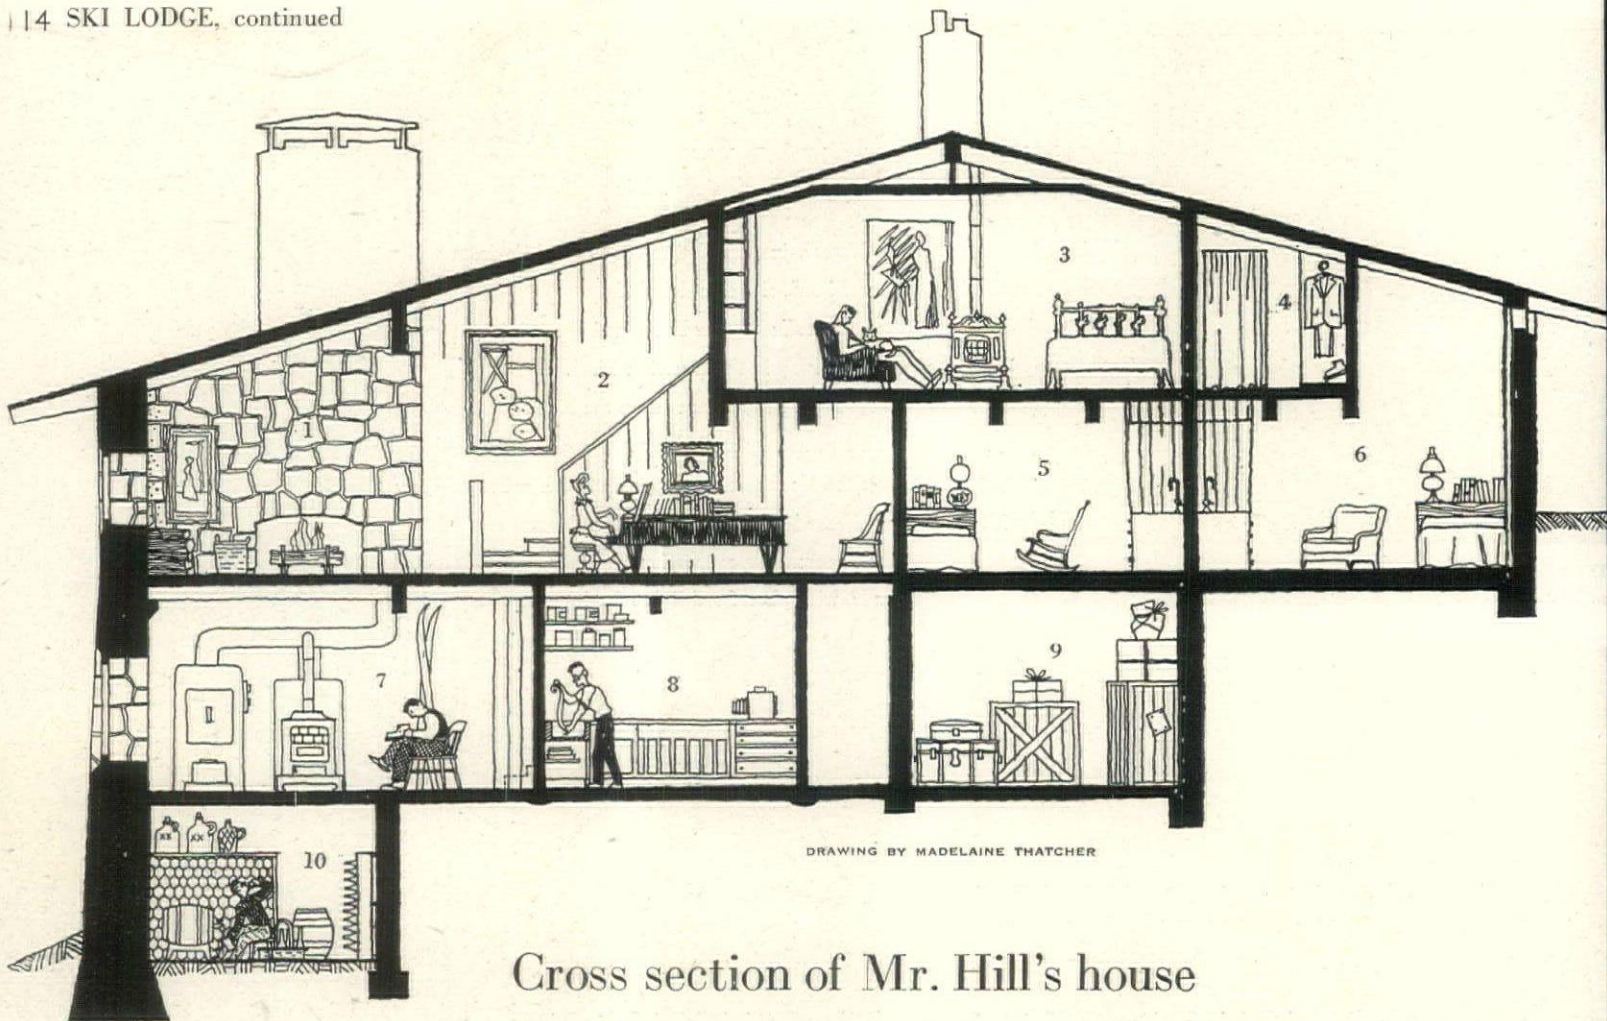 114 SKI LODGE, continued
3
4
2
1
5
6
7
8
9
XX XX
10
DRAWING BY MADELAINE THATCHER
Cross section of Mr. Hill's house